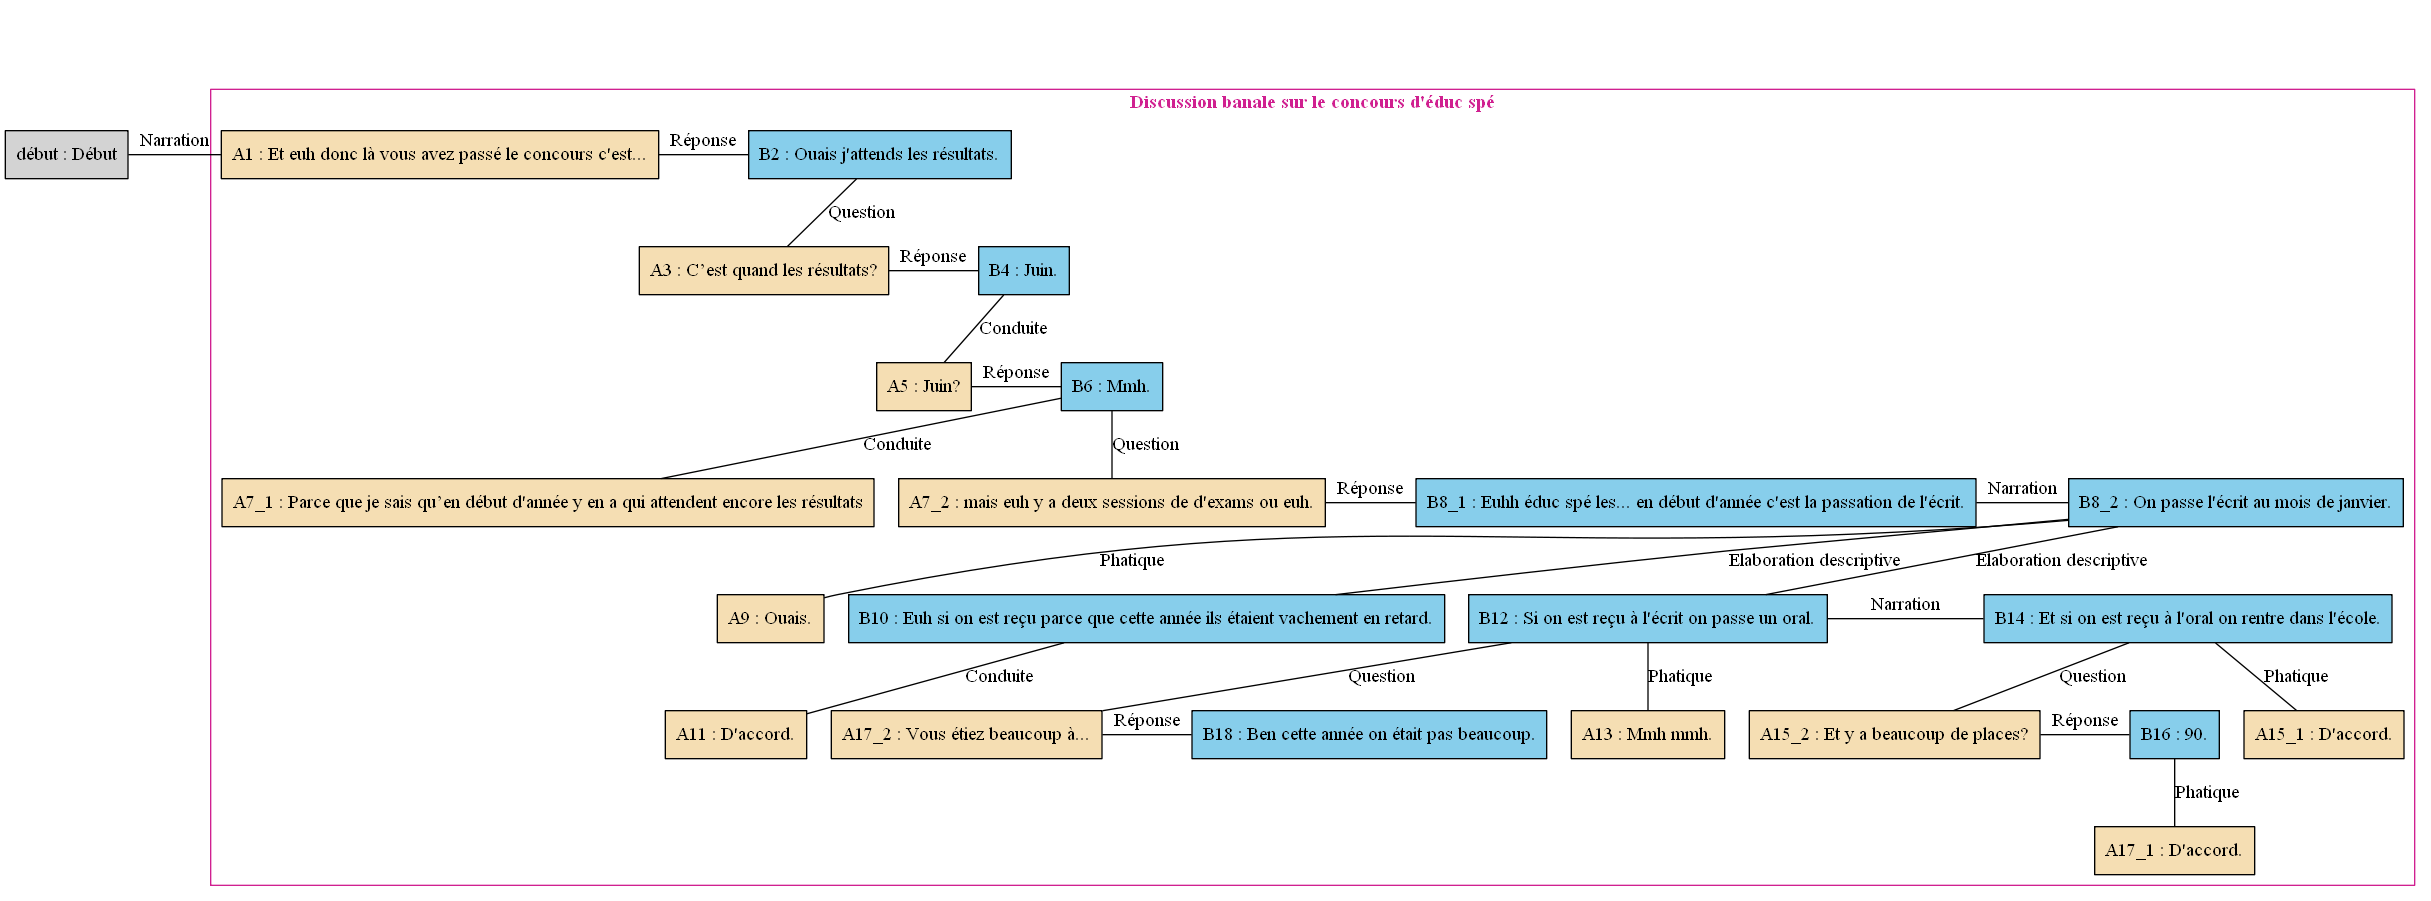 Discussion banale sur le concours d'éduc spé
début : Début
Narration
A1 : Et euh donc là vous avez passé le concours c'est...
Réponse
B2 : Ouais j'attends les résultats.
Question
A3 : C’est quand les résultats?
Réponse
B4 : Juin.
Conduite
A5 : Juin?
Réponse
B6 : Mmh.
Conduite
Question
A7_1 : Parce que je sais qu’en début d'année y en a qui attendent encore les résultats
A7_2 : mais euh y a deux sessions de d'exams ou euh.
Réponse
B8_1 : Euhh éduc spé les... en début d'année c'est la passation de l'écrit.
Narration
B8_2 : On passe l'écrit au mois de janvier.
Phatique
Elaboration descriptive
Elaboration descriptive
A9 : Ouais.
B10 : Euh si on est reçu parce que cette année ils étaient vachement en retard.
B12 : Si on est reçu à l'écrit on passe un oral.
Narration
B14 : Et si on est reçu à l'oral on rentre dans l'école.
Conduite
Question
Phatique
Question
Phatique
A11 : D'accord.
A17_2 : Vous étiez beaucoup à...
Réponse
B18 : Ben cette année on était pas beaucoup.
A13 : Mmh mmh.
A15_2 : Et y a beaucoup de places?
Réponse
B16 : 90.
A15_1 : D'accord.
Phatique
A17_1 : D'accord.